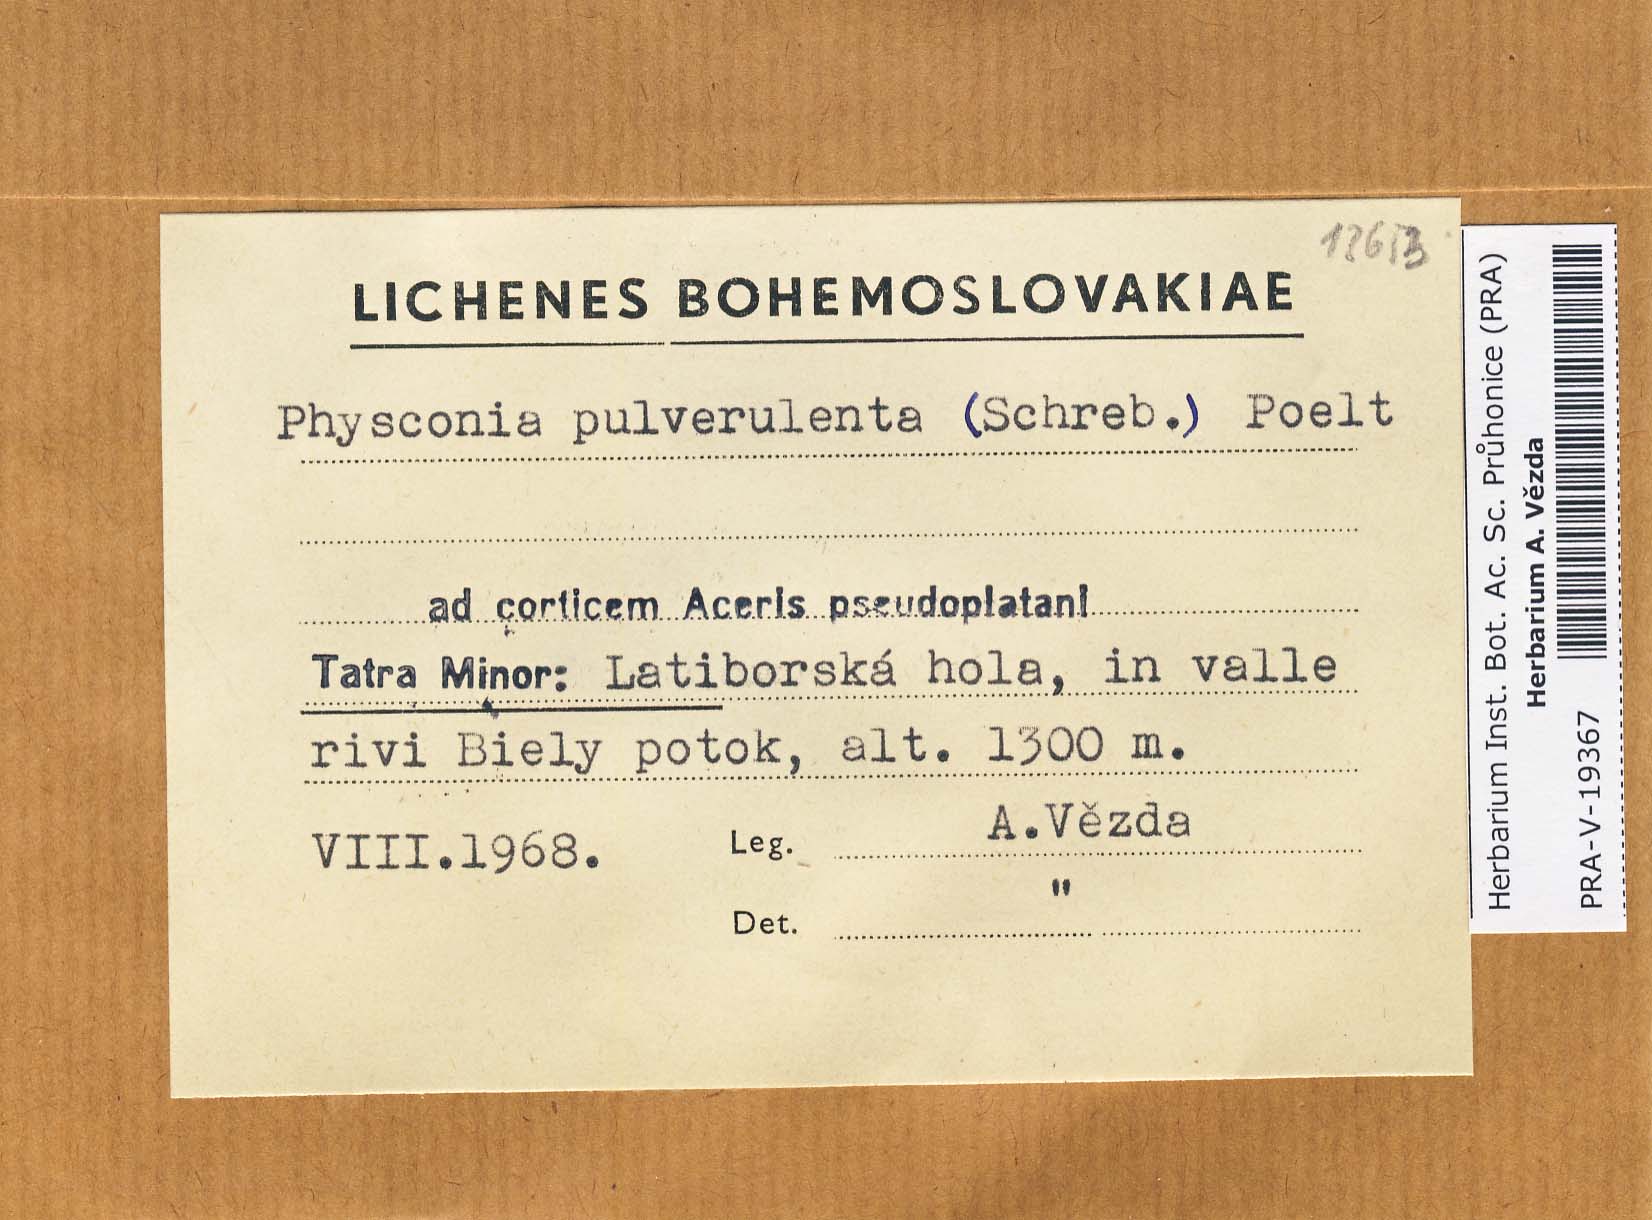 LICHENES BOHEMOSLOVAKIAE
Physconia pulverulenta (Schreb.) Poelt
ad corticem Aceris pseudoplatani
Tatra Minor: Latiborská hola, in valle
rivi Biely potok, alt. 1300 m.
VIII.1968.
Leg. A.Vězda
Det. "
Herbarium Inst. Bot. Ac. Sc. Průhonice (PRA)
Herbarium A. Vězda
PRA-V-19367